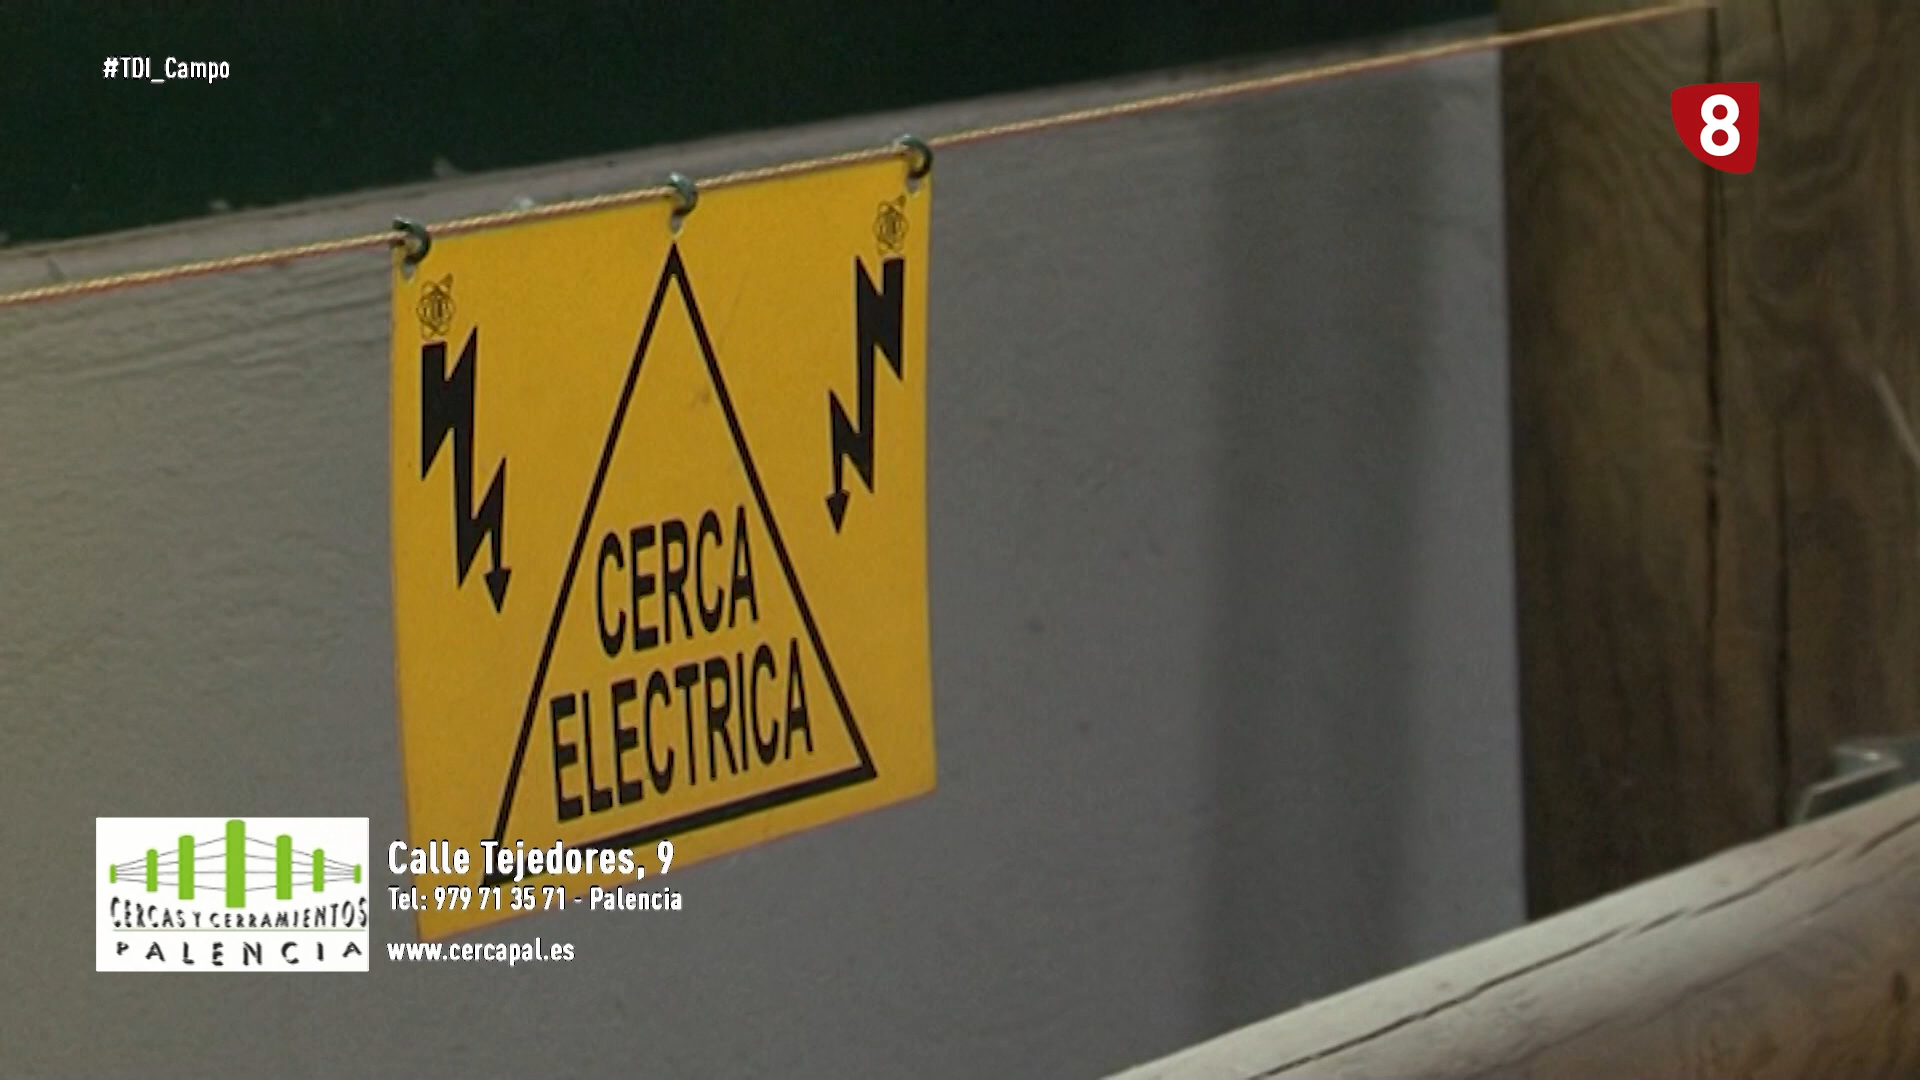 #TDI_Campo
8
CERCA
ELECTRICA
CERCAS Y CERRAMIENTOS
PALENCIA
Calle Tejedores, 9
Tel: 979 71 35 71 - Palencia
www.cercapal.es